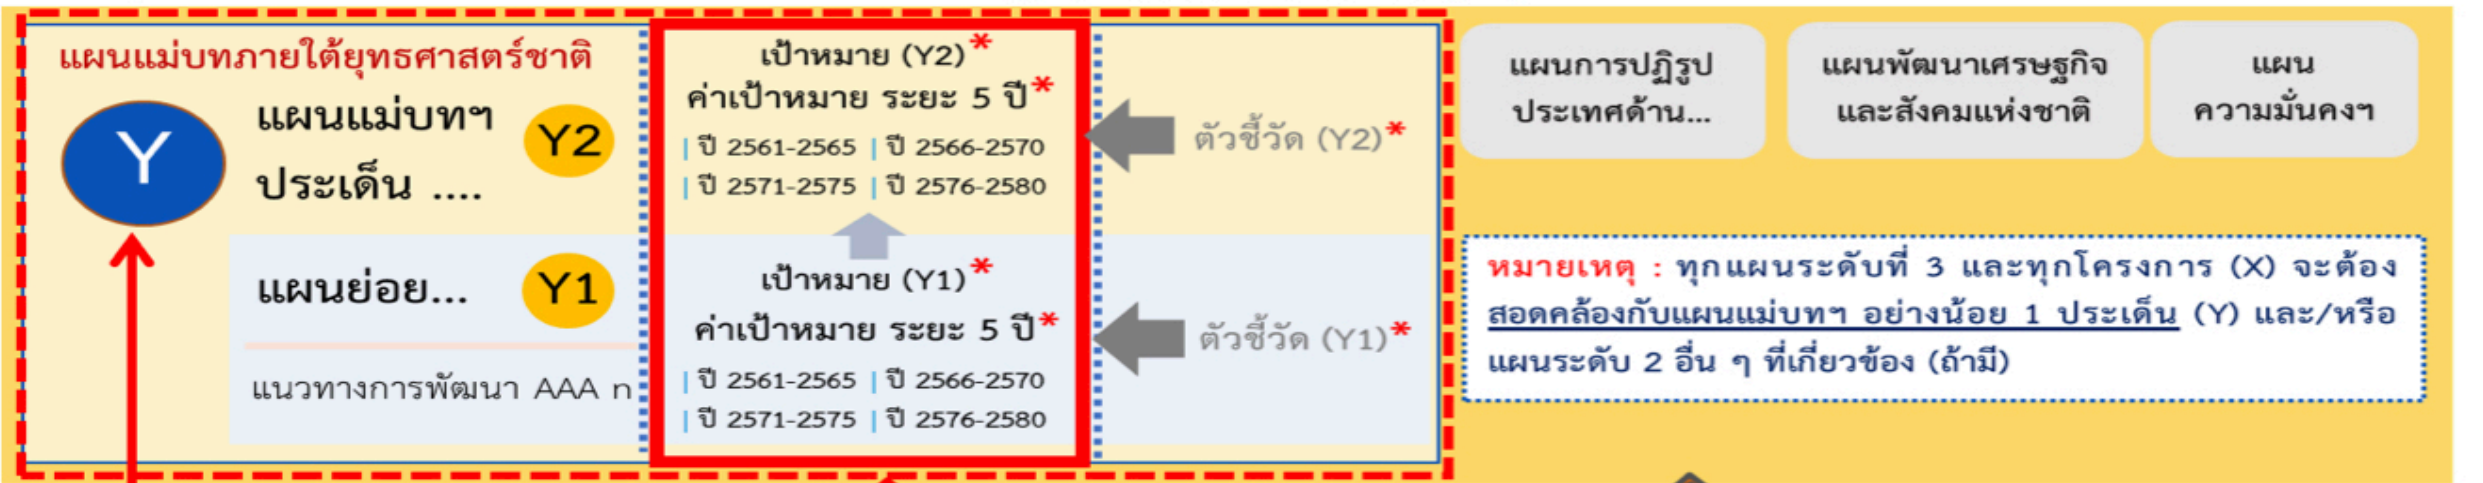 แผนแม่บทภายใต้ยุทธศาสตร์ชาติ
Y
แผนแม่บทฯ
ประเด็น ....
Y2
แผนย่อย...
Y1
แนวทางการพัฒนา AAA n
เป้าหมาย (Y2)*
ค่าเป้าหมาย ระยะ 5 ปี*
| ปี 2561-2565 | ปี 2566-2570
| ปี 2571-2575 | ปี 2576-2580
เป้าหมาย (Y1)*
ค่าเป้าหมาย ระยะ 5 ปี*
| ปี 2561-2565 | ปี 2566-2570
| ปี 2571-2575 | ปี 2576-2580
ตัวชี้วัด (Y2)*
ตัวชี้วัด (Y1)*
แผนการปฏิรูป
ประเทศด้าน...
แผนพัฒนาเศรษฐกิจ
และสังคมแห่งชาติ
แผน
ความมั่นคงฯ
หมายเหตุ : ทุกแผนระดับที่ 3 และทุกโครงการ (X) จะต้อง
สอดคล้องกับแผนแม่บทฯ อย่างน้อย 1 ประเด็น (Y) และ/หรือ
แผนระดับ 2 อื่น ๆ ที่เกี่ยวข้อง (ถ้ามี)